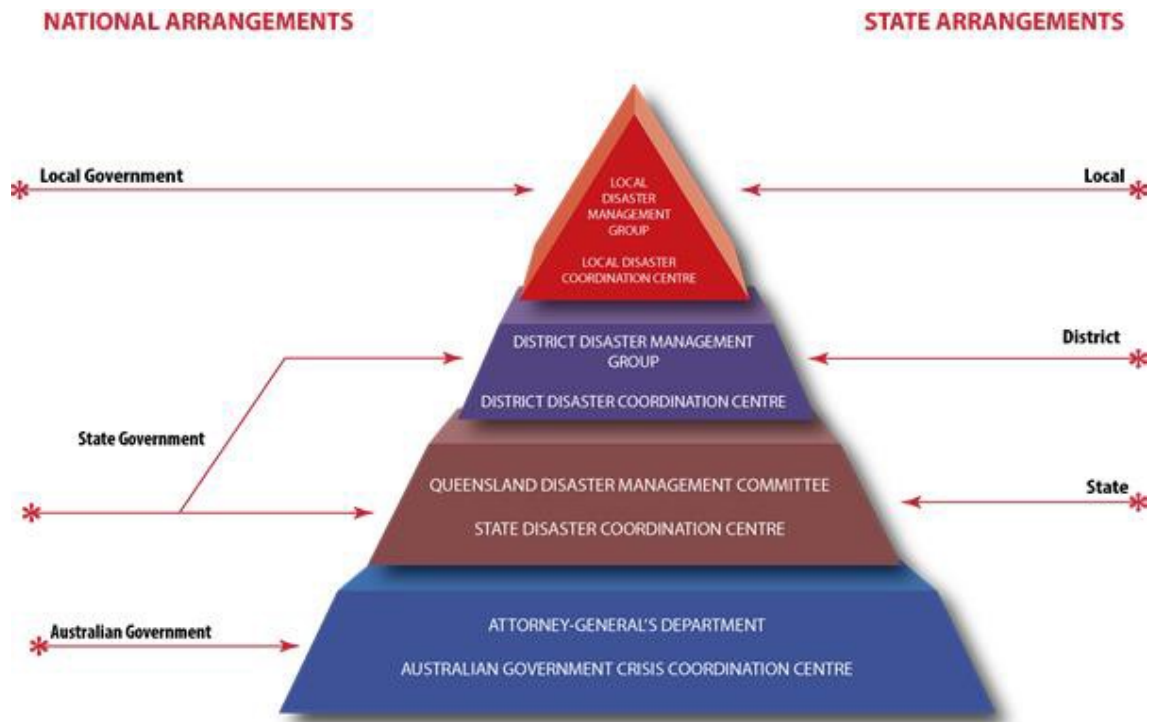 NATIONAL ARRANGEMENTS
STATE ARRANGEMENTS
Local Government
Local
LOCAL
DISASTER
MANAGEMENT
GROUP
LOCAL DISASTER
COORDINATION CENTRE
District
DISTRICT DISASTER MANAGEMENT
GROUP
DISTRICT DISASTER COORDINATION CENTRE
State Government
State
QUEENSLAND DISASTER MANAGEMENT COMMITTEE
STATE DISASTER COORDINATION CENTRE
Australian Government
ATTORNEY-GENERAL'S DEPARTMENT
AUSTRALIAN GOVERNMENT CRISIS COORDINATION CENTRE